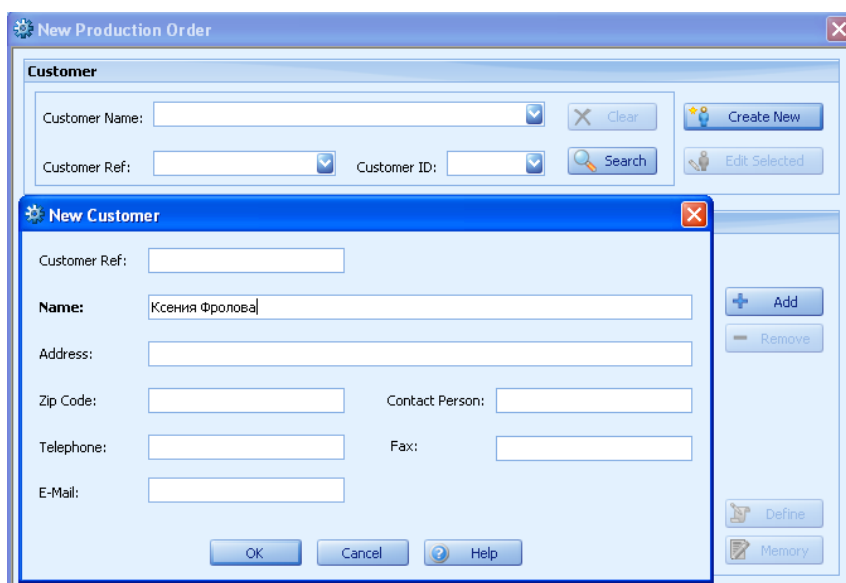 New Production Order
Customer
Customer Name:
Clear
Create New
Customer Ref:
Customer ID:
Search
Edit Selected
New Customer
Customer Ref:
Name:
Ксения Фролова
Add
Remove
Address:
Zip Code:
Contact Person:
Telephone:
Fax:
E-Mail:
Define
OK
Cancel
Help
Memory